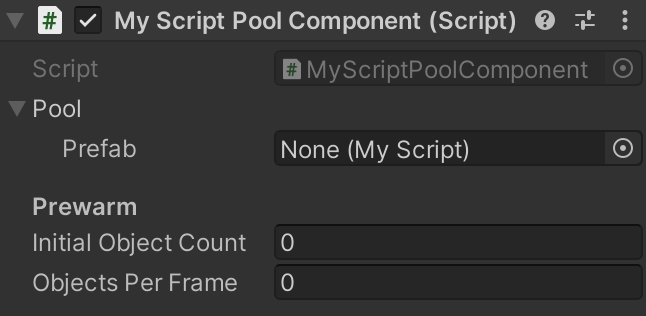 # My Script Pool Component (Script)
Script # MyScriptPoolComponent
Pool
Prefab None (My Script)
Prewarm
Initial Object Count 0
Objects Per Frame 0